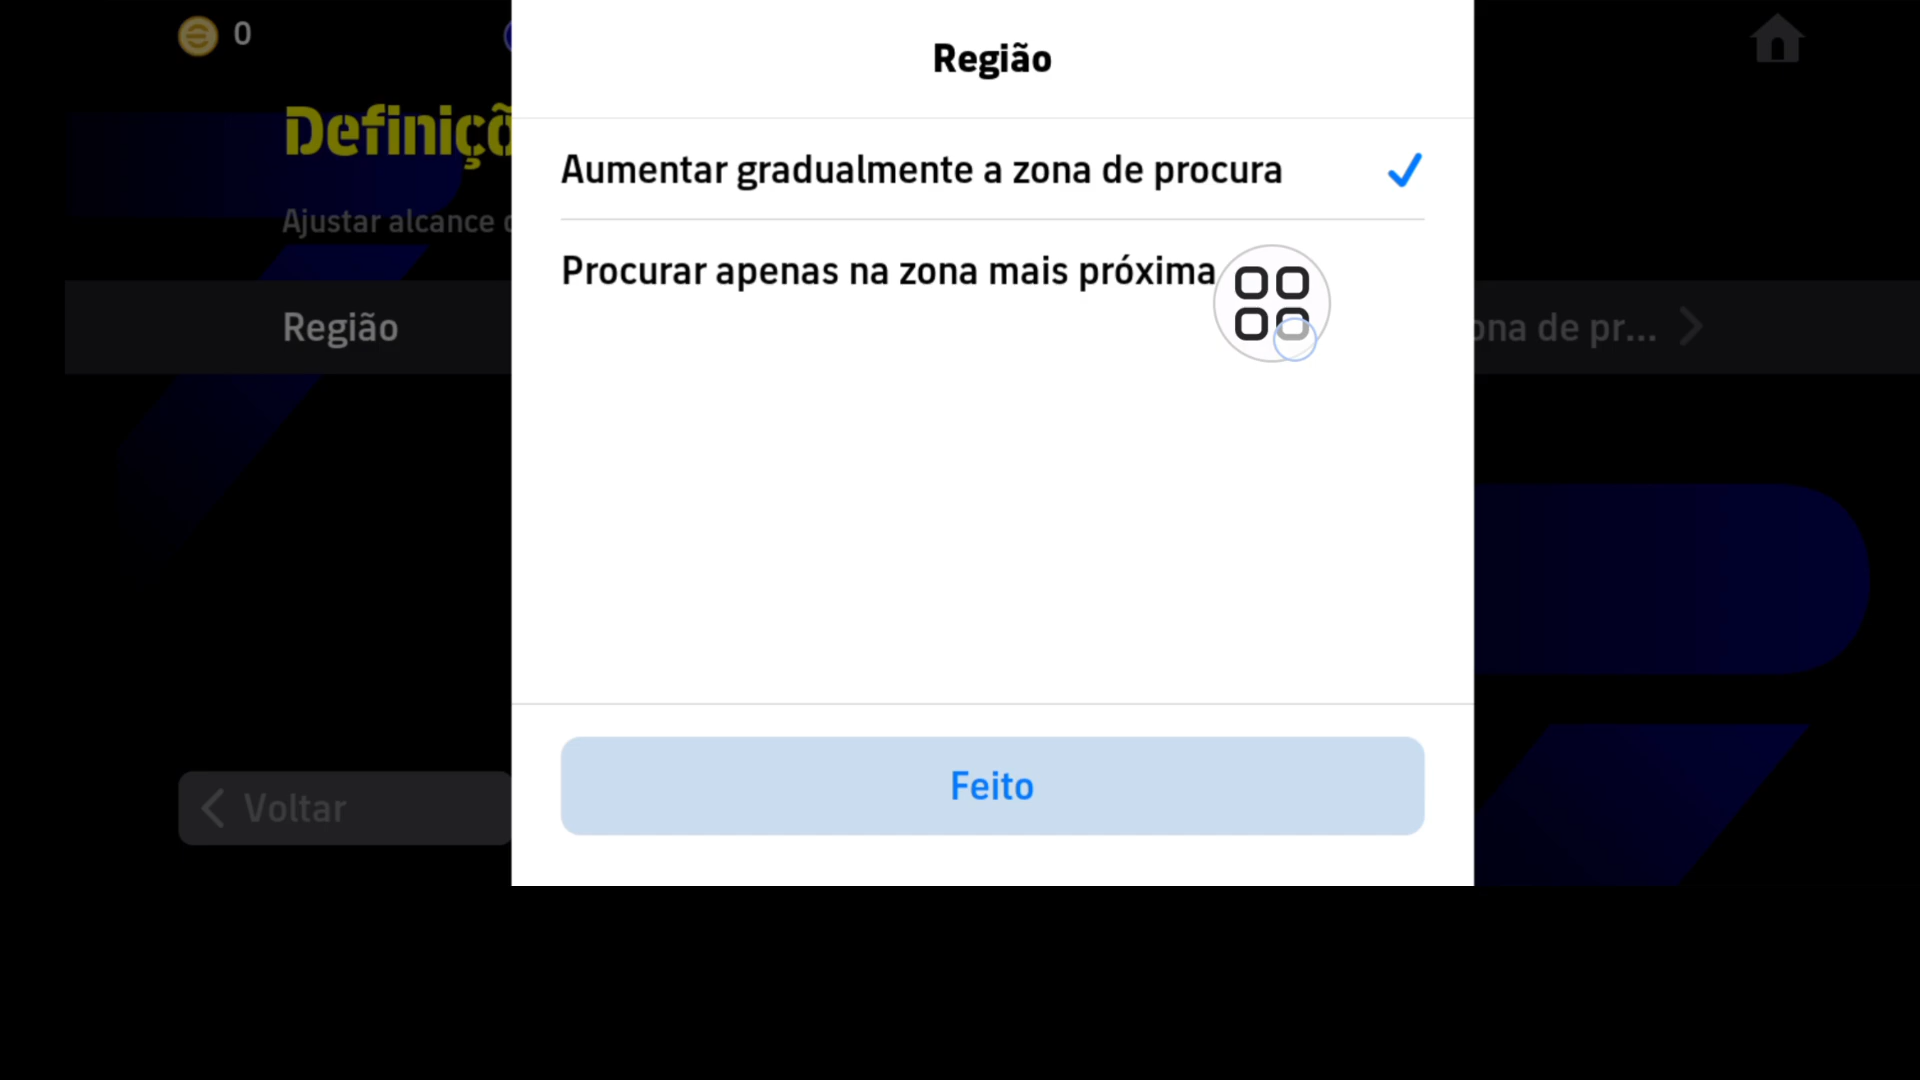 0
Região
Definiçõ
Aumentar gradualmente a zona de procura
Ajustar alcance
Procurar apenas na zona mais próxima
Região
ona de pr...
Feito
Voltar